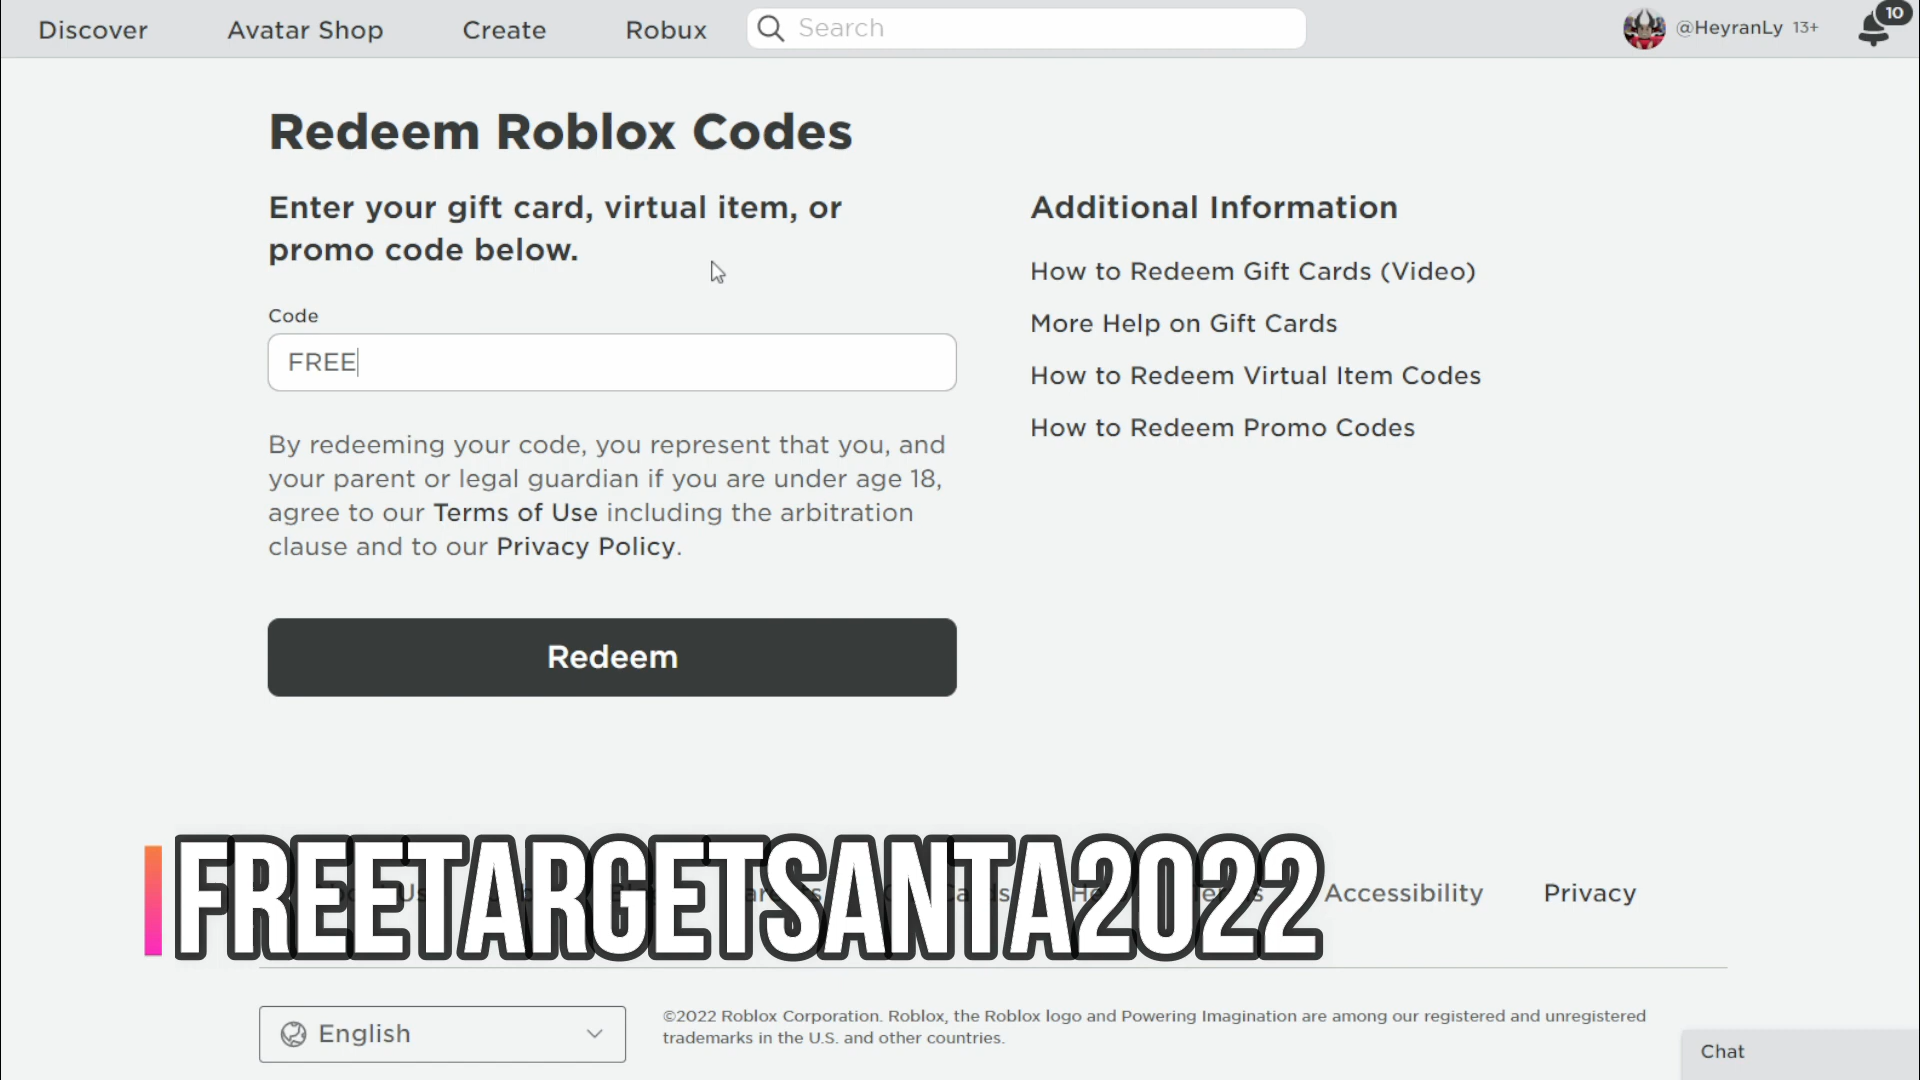 Discover Avatar Shop Create Robux Search @HeyranLy 13+ 10
Redeem Roblox Codes
Enter your gift card, virtual item, or
promo code below.
Code
FREE
By redeeming your code, you represent that you, and
your parent or legal guardian if you are under age 18,
agree to our Terms of Use including the arbitration
clause and to our Privacy Policy.
Redeem
Additional Information
How to Redeem Gift Cards (Video)
More Help on Gift Cards
How to Redeem Virtual Item Codes
How to Redeem Promo Codes
FREETARGETSANTA2022
Accessibility Privacy
English
©2022 Roblox Corporation. Roblox, the Roblox logo and Powering Imagination are among our registered and unregistered
trademarks in the U.S. and other countries.
Chat